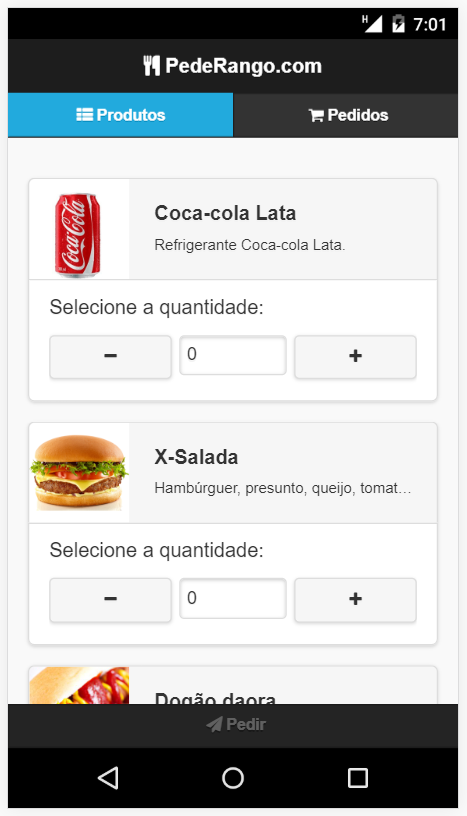 H 7:01
PedeRango.com
Produtos Pedidos
Coca-Cola
Coca-cola Lata
Refrigerante Coca-cola Lata.
Selecione a quantidade:
− 0 +
X-Salada
Hambúrguer, presunto, queijo, tomat...
Selecione a quantidade:
− 0 +
Dogão daora
Pedir